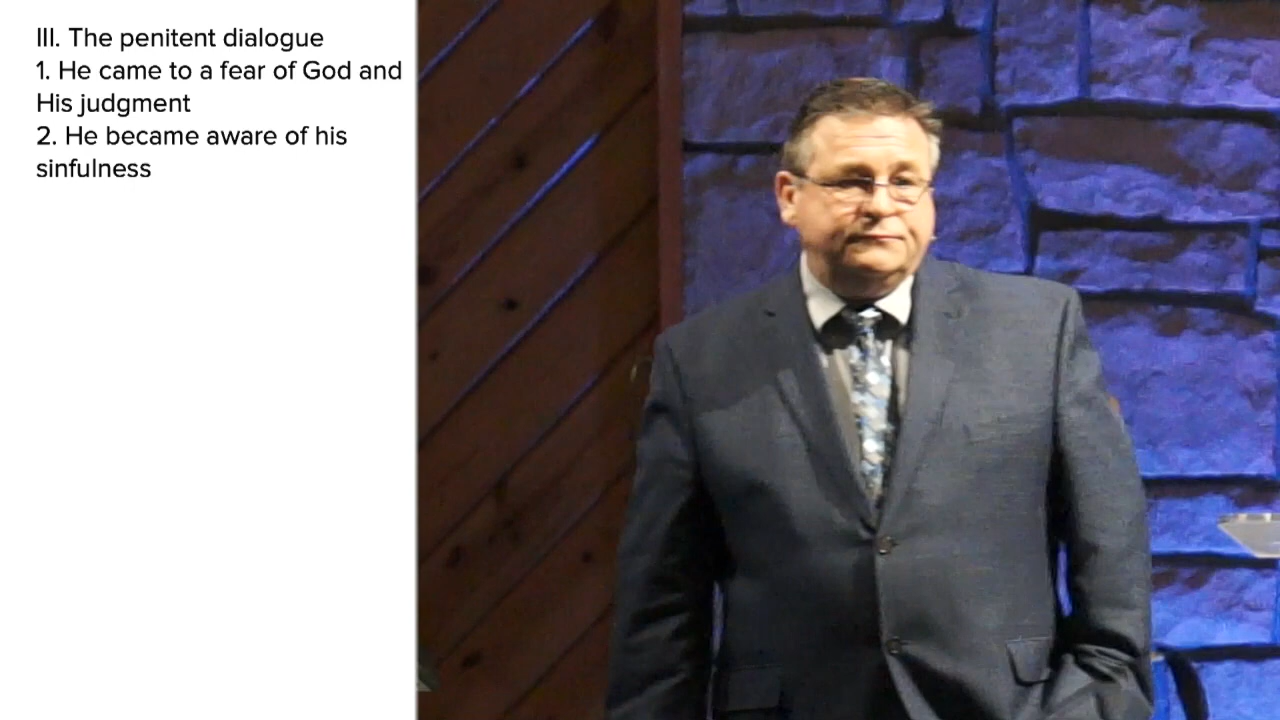 III. The penitent dialogue
1. He came to a fear of God and
His judgment
2. He became aware of his
sinfulness